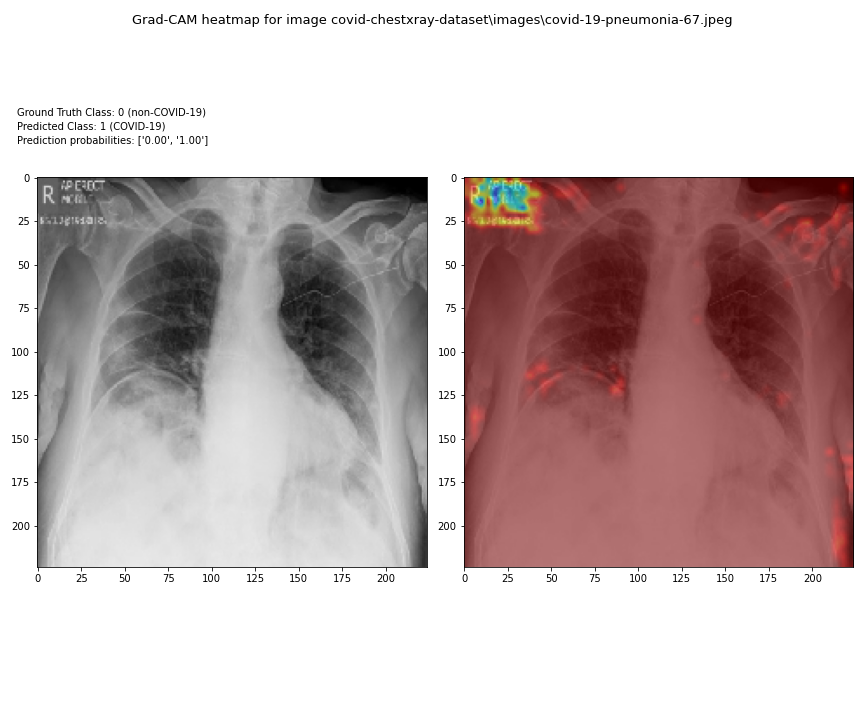 Grad-CAM heatmap for image covid-chestxray-dataset\images\covid-19-pneumonia-67.jpeg
Ground Truth Class: 0 (non-COVID-19)
Predicted Class: 1 (COVID-19)
Prediction probabilities: ['0.00', '1.00']
R AP ERECT
MOBILE
0
25
50
75
100
125
150
175
200
0 25 50 75 100 125 150 175 200
R
0
25
50
75
100
125
150
175
200
0 25 50 75 100 125 150 175 200